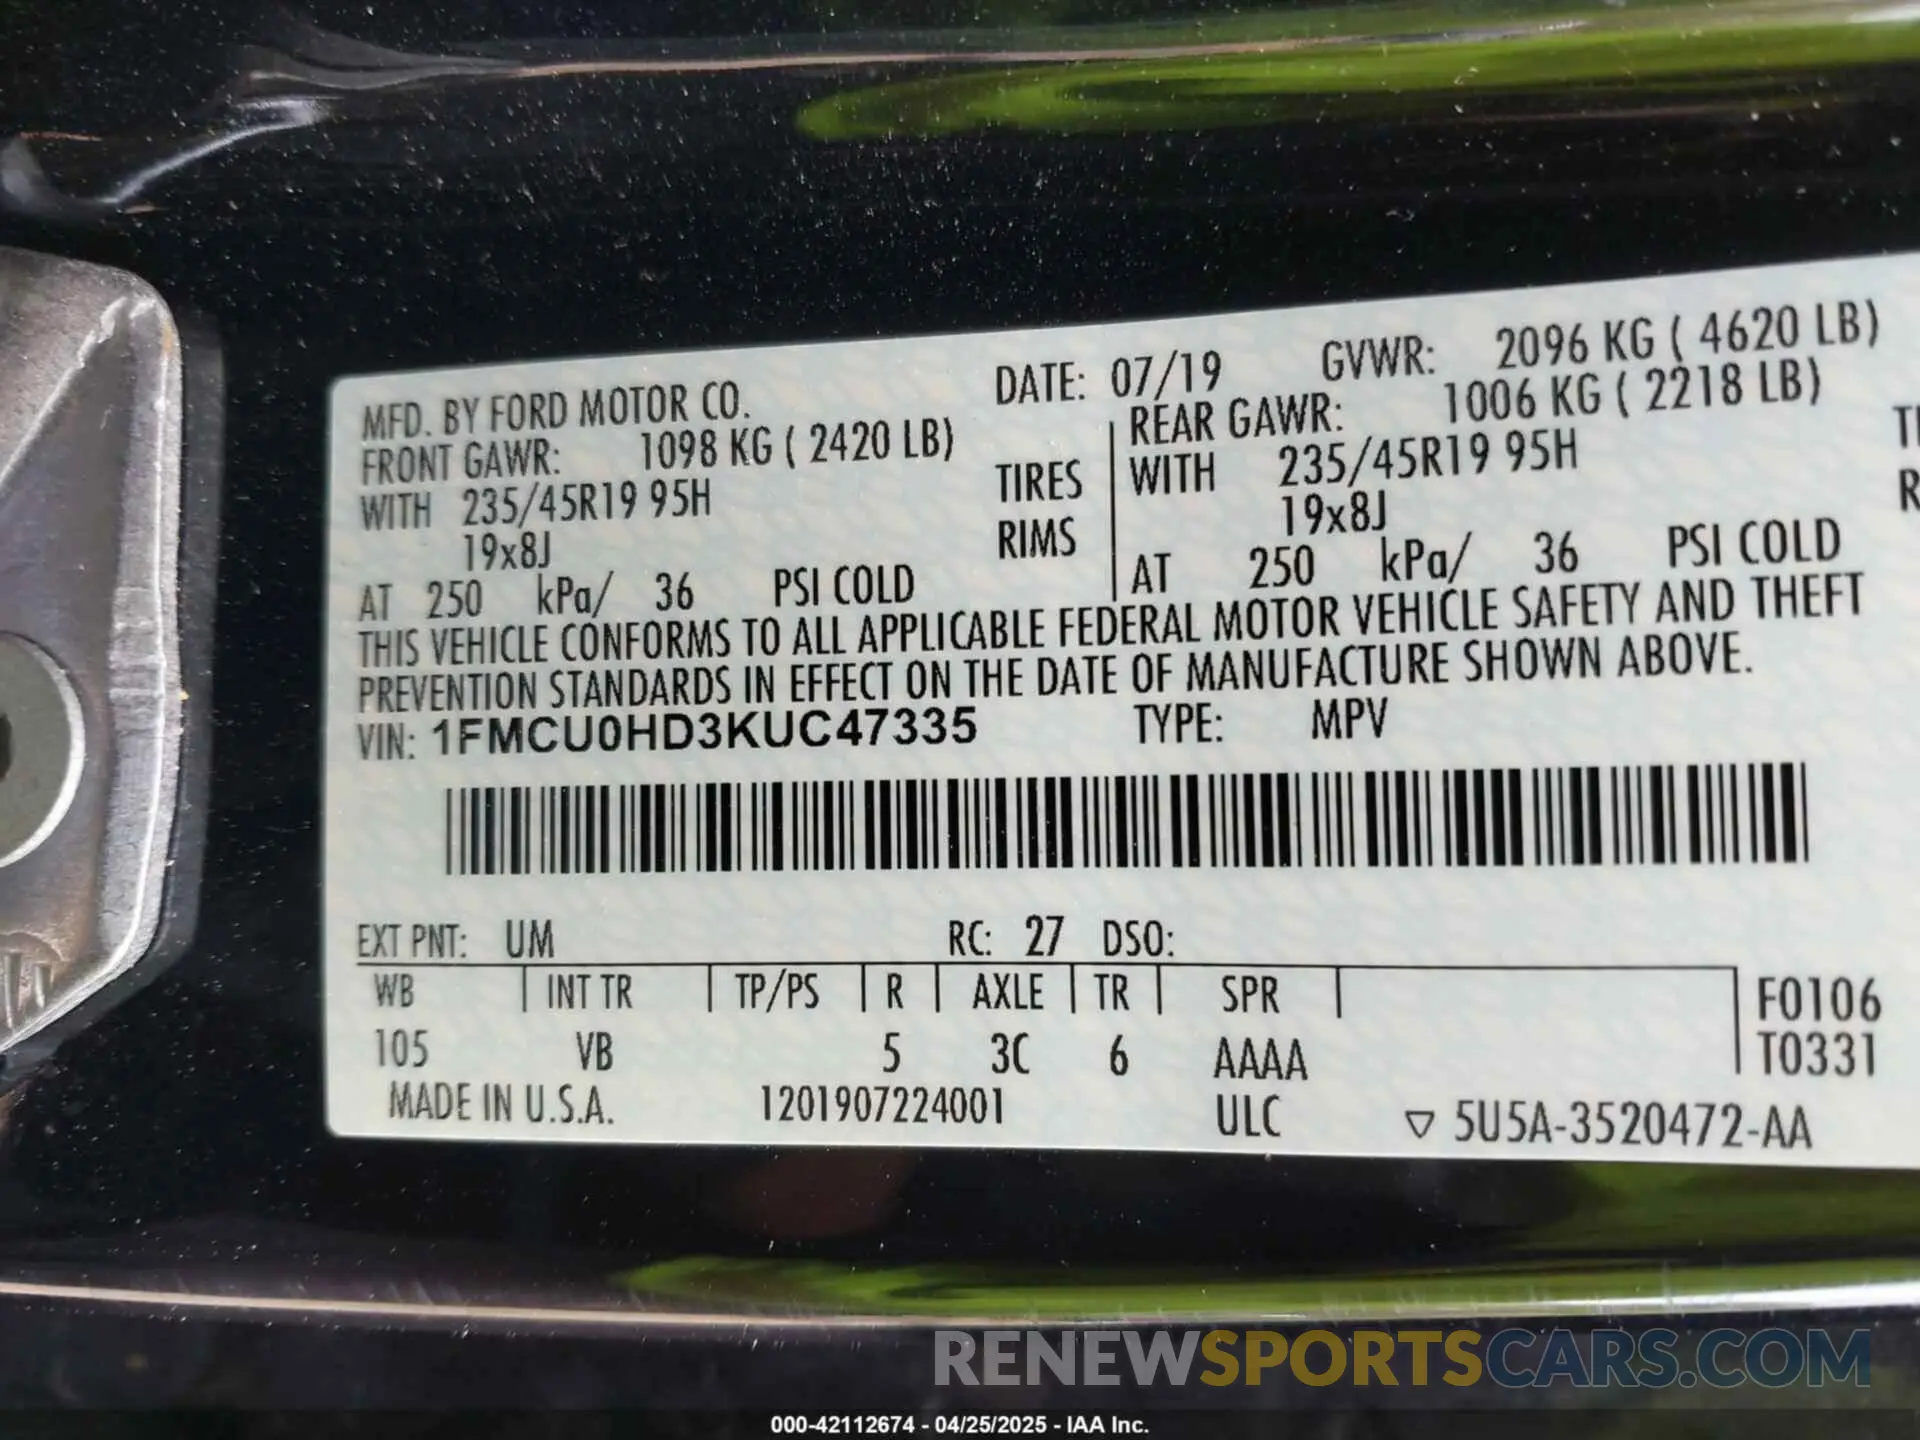 MFD. BY FORD MOTOR CO. DATE: 07/19 GVWR: 2096 KG ( 4620 LB)
FRONT GAWR: 1098 KG ( 2420 LB) REAR GAWR: 1006 KG ( 2218 LB)
WITH 235/45R19 95H TIRES WITH 235/45R19 95H
19x8J RIMS 19x8J
AT 250 kPa/ 36 PSI COLD AT 250 kPa/ 36 PSI COLD
THIS VEHICLE CONFORMS TO ALL APPLICABLE FEDERAL MOTOR VEHICLE SAFETY AND THEFT
PREVENTION STANDARDS IN EFFECT ON THE DATE OF MANUFACTURE SHOWN ABOVE.
VIN: 1FMCU0HD3KUC47335 TYPE: MPV
EXT PNT: UM RC: 27 DSO:
WB INT TR TP/PS R AXLE TR SPR F0106
105 VB 5 3C 6 AAAA T0331
MADE IN U.S.A. 1201907224001 ULC ▽ 5U5A-3520472-AA
RENEWSPORTSCARS.COM
000-42112674 - 04/25/2025 - IAA Inc.